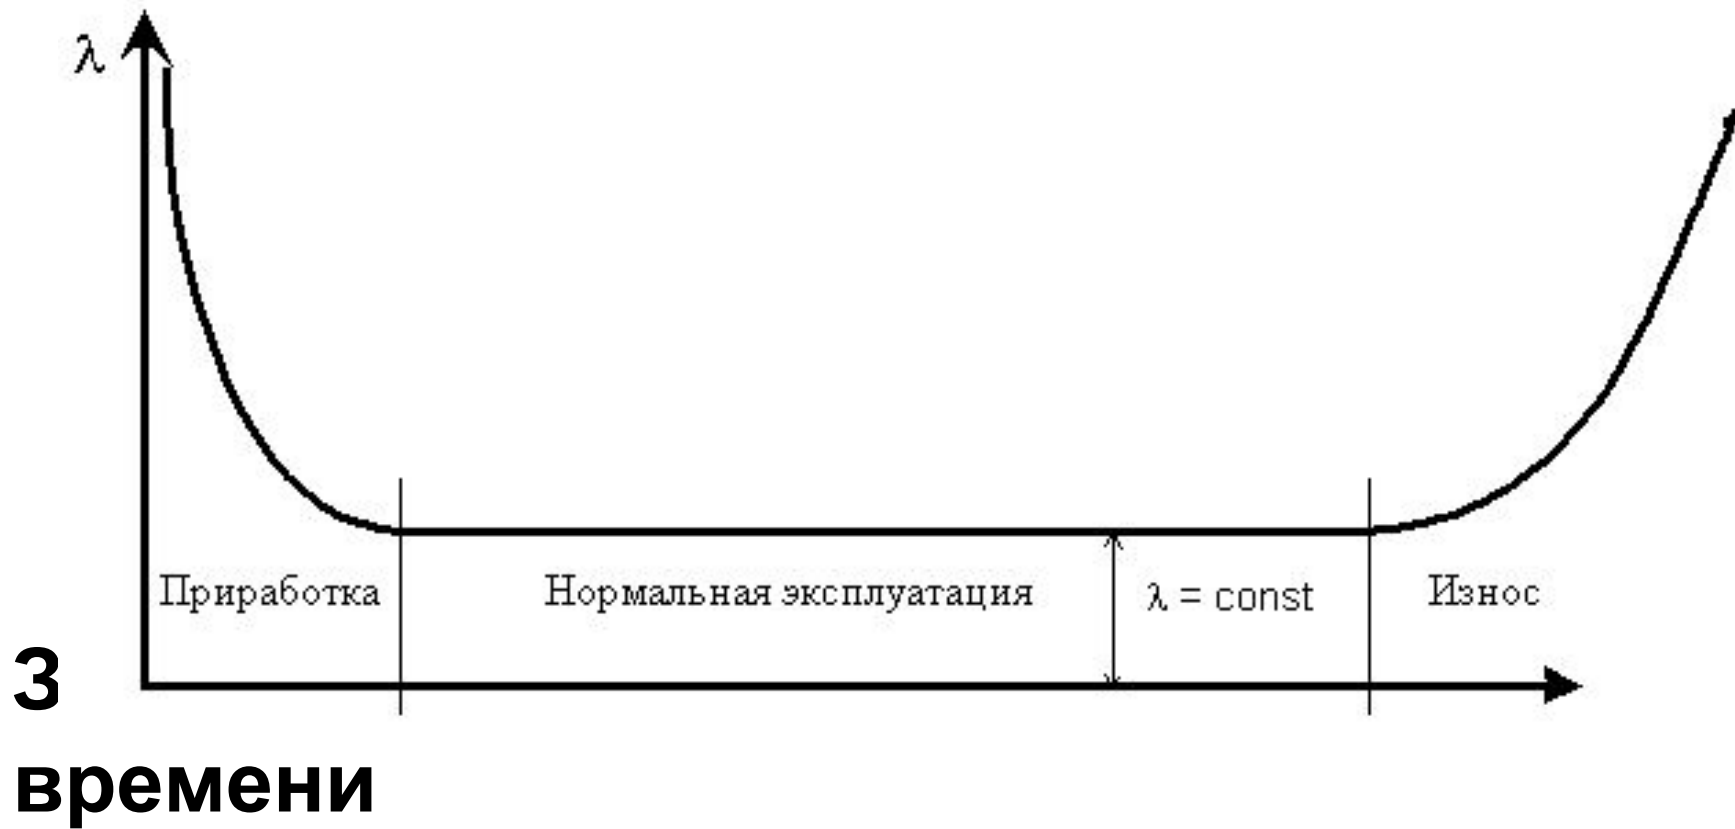 λ
Приработка
Нормальная эксплуатация
λ = const
Износ
З
времени